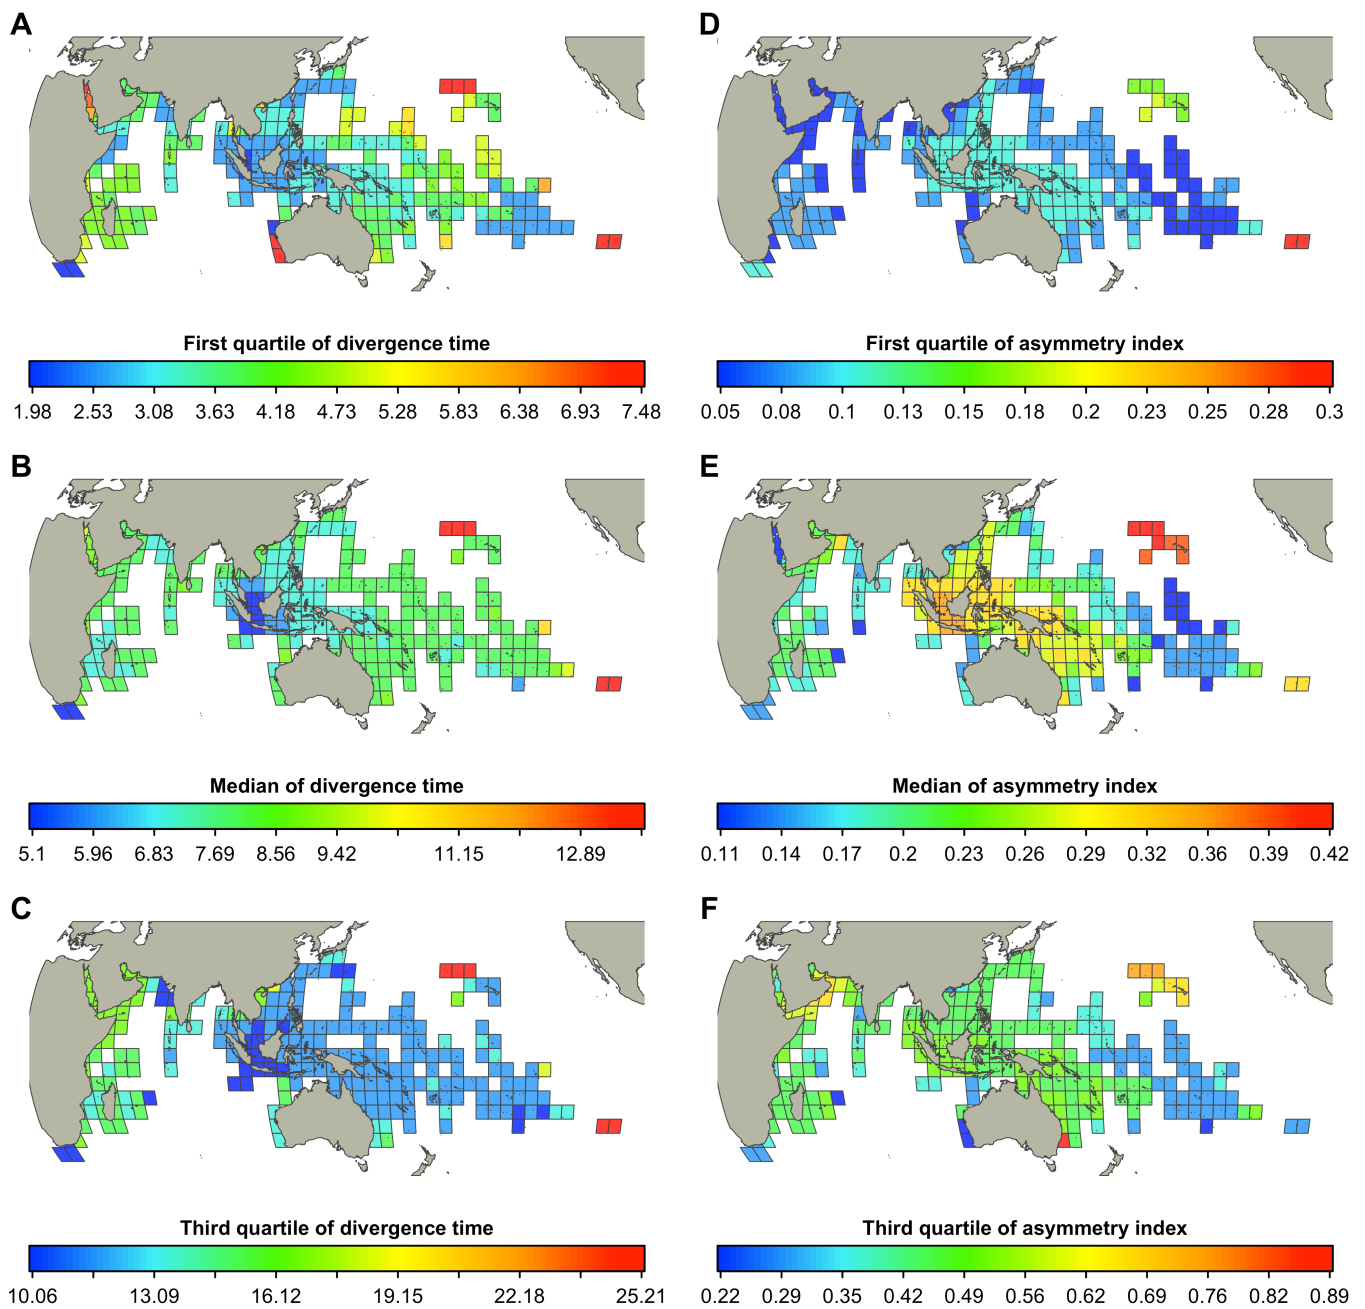 A
First quartile of divergence time
1.98 2.53 3.08 3.63 4.18 4.73 5.28 5.83 6.38 6.93 7.48
D
First quartile of asymmetry index
0.05 0.08 0.1 0.13 0.15 0.18 0.2 0.23 0.25 0.28 0.3
B
Median of divergence time
5.1 5.96 6.83 7.69 8.56 9.42 11.15 12.89
E
Median of asymmetry index
0.11 0.14 0.17 0.2 0.23 0.26 0.29 0.32 0.36 0.39 0.42
C
Third quartile of divergence time
10.06 13.09 16.12 19.15 22.18 25.21
F
Third quartile of asymmetry index
0.22 0.29 0.35 0.42 0.49 0.56 0.62 0.69 0.76 0.82 0.89